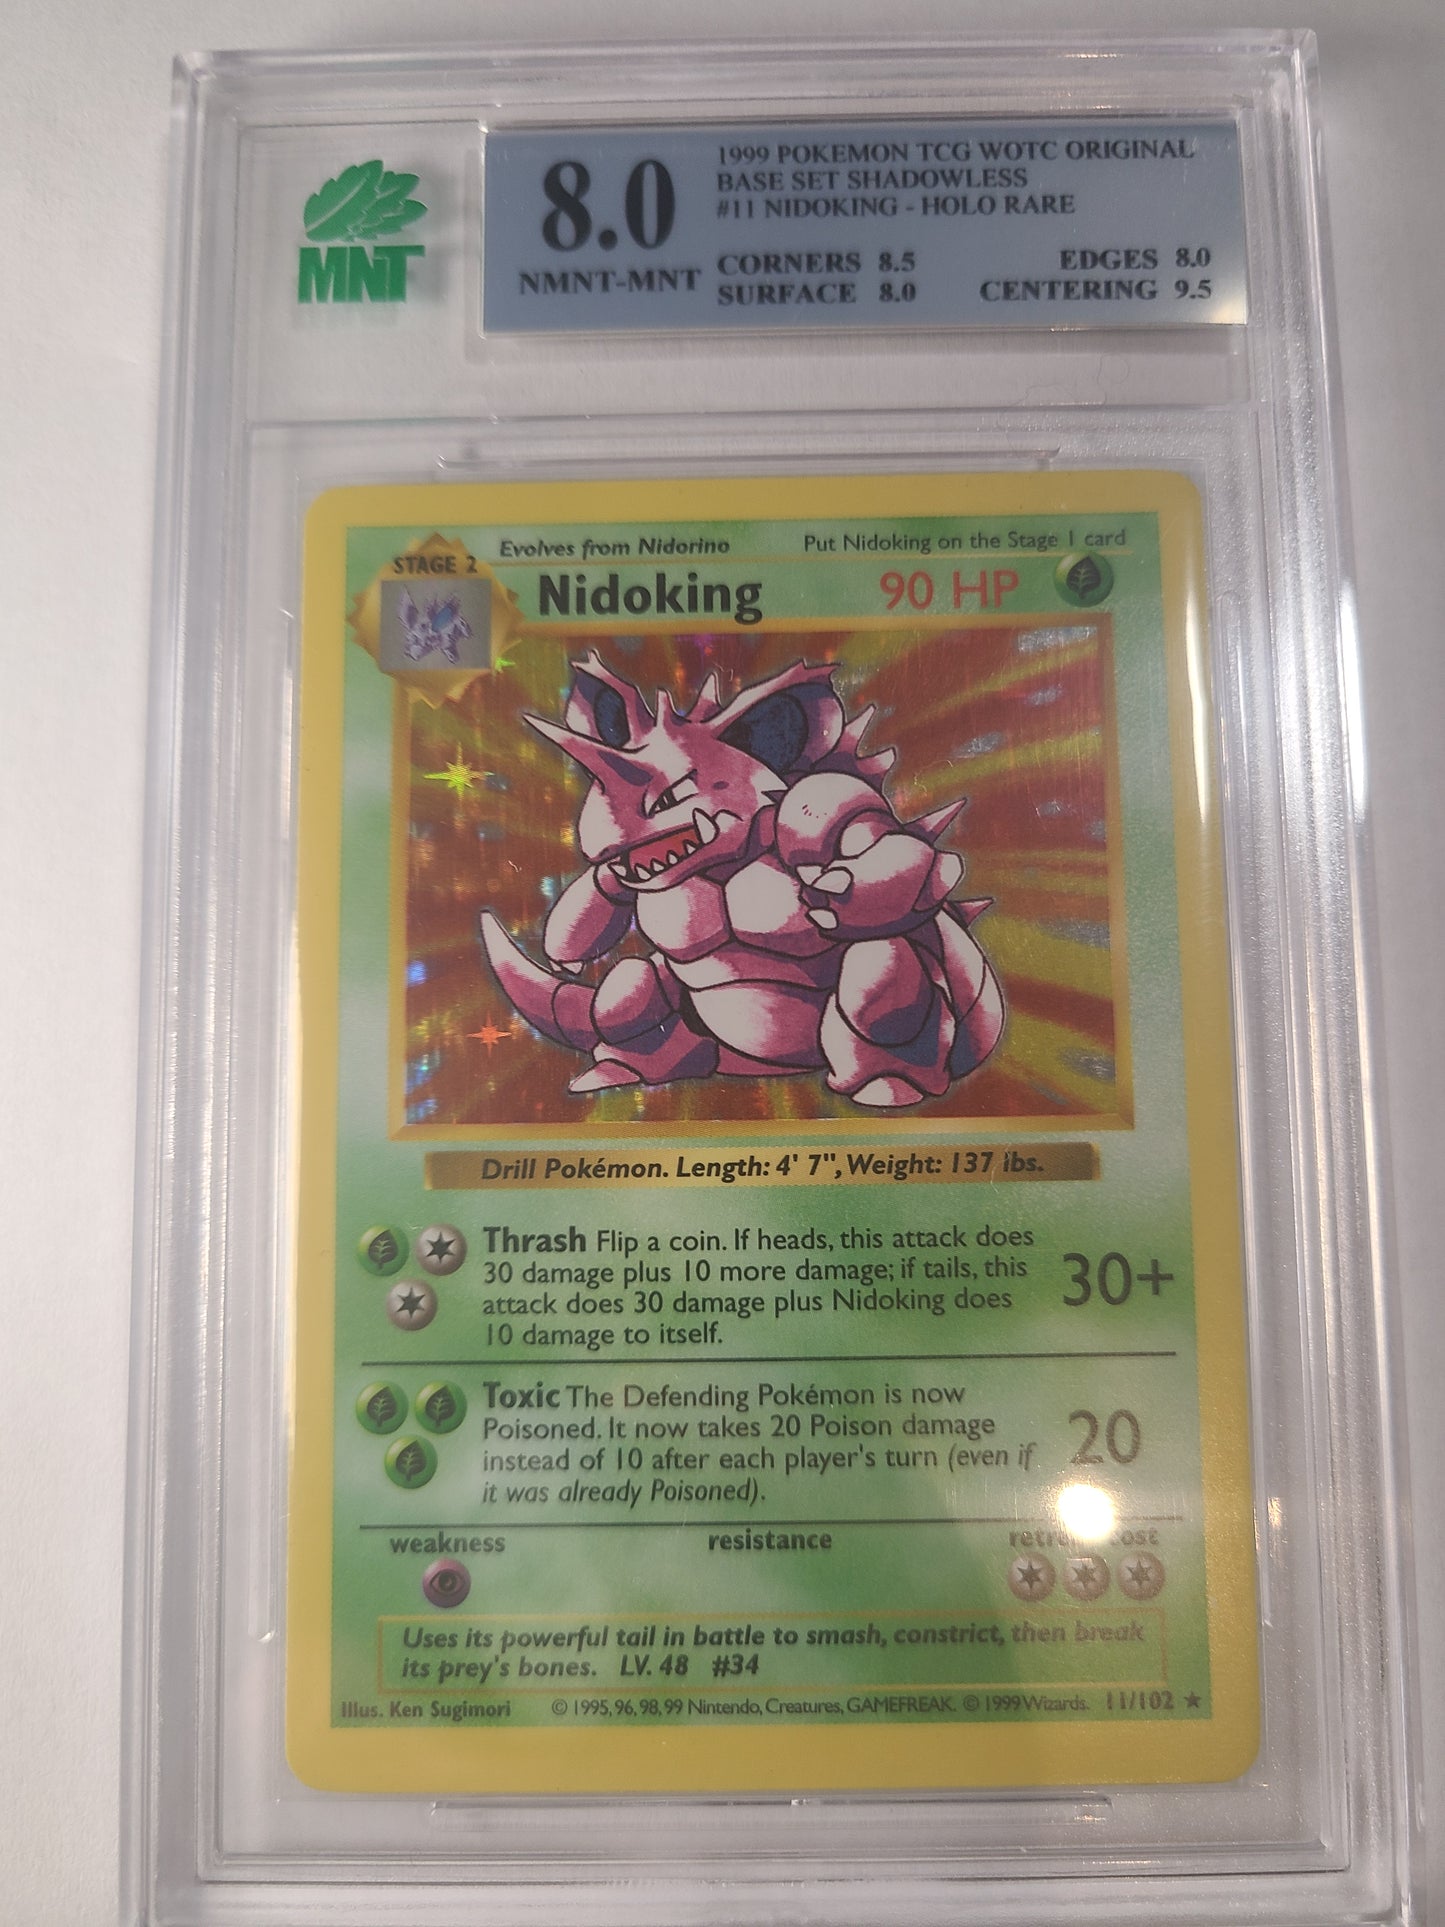 MNT
8.0
NMNT-MNT
1999 POKEMON TCG WOTC ORIGINAL
BASE SET SHADOWLESS
#11 NIDOKING - HOLO RARE
CORNERS 8.5 EDGES 8.0
SURFACE 8.0 CENTERING 9.5
STAGE 2 Evolves from Nidorino Put Nidoking on the Stage 1 card
Nidoking 90 HP
Drill Pokémon. Length: 4' 7", Weight: 137 lbs.
Thrash Flip a coin. If heads, this attack does
30 damage plus 10 more damage; if tails, this
attack does 30 damage plus Nidoking does
10 damage to itself.
30+
Toxic The Defending Pokémon is now
Poisoned. It now takes 20 Poison damage
instead of 10 after each player's turn (even if
it was already Poisoned).
20
weakness resistance retreat cost
Uses its powerful tail in battle to smash, constrict, then break
its prey's bones. LV. 48 #34
Illus. Ken Sugimori © 1995, 96, 98, 99 Nintendo, Creatures, GAMEFREAK. © 1999 Wizards. 11/102 ★